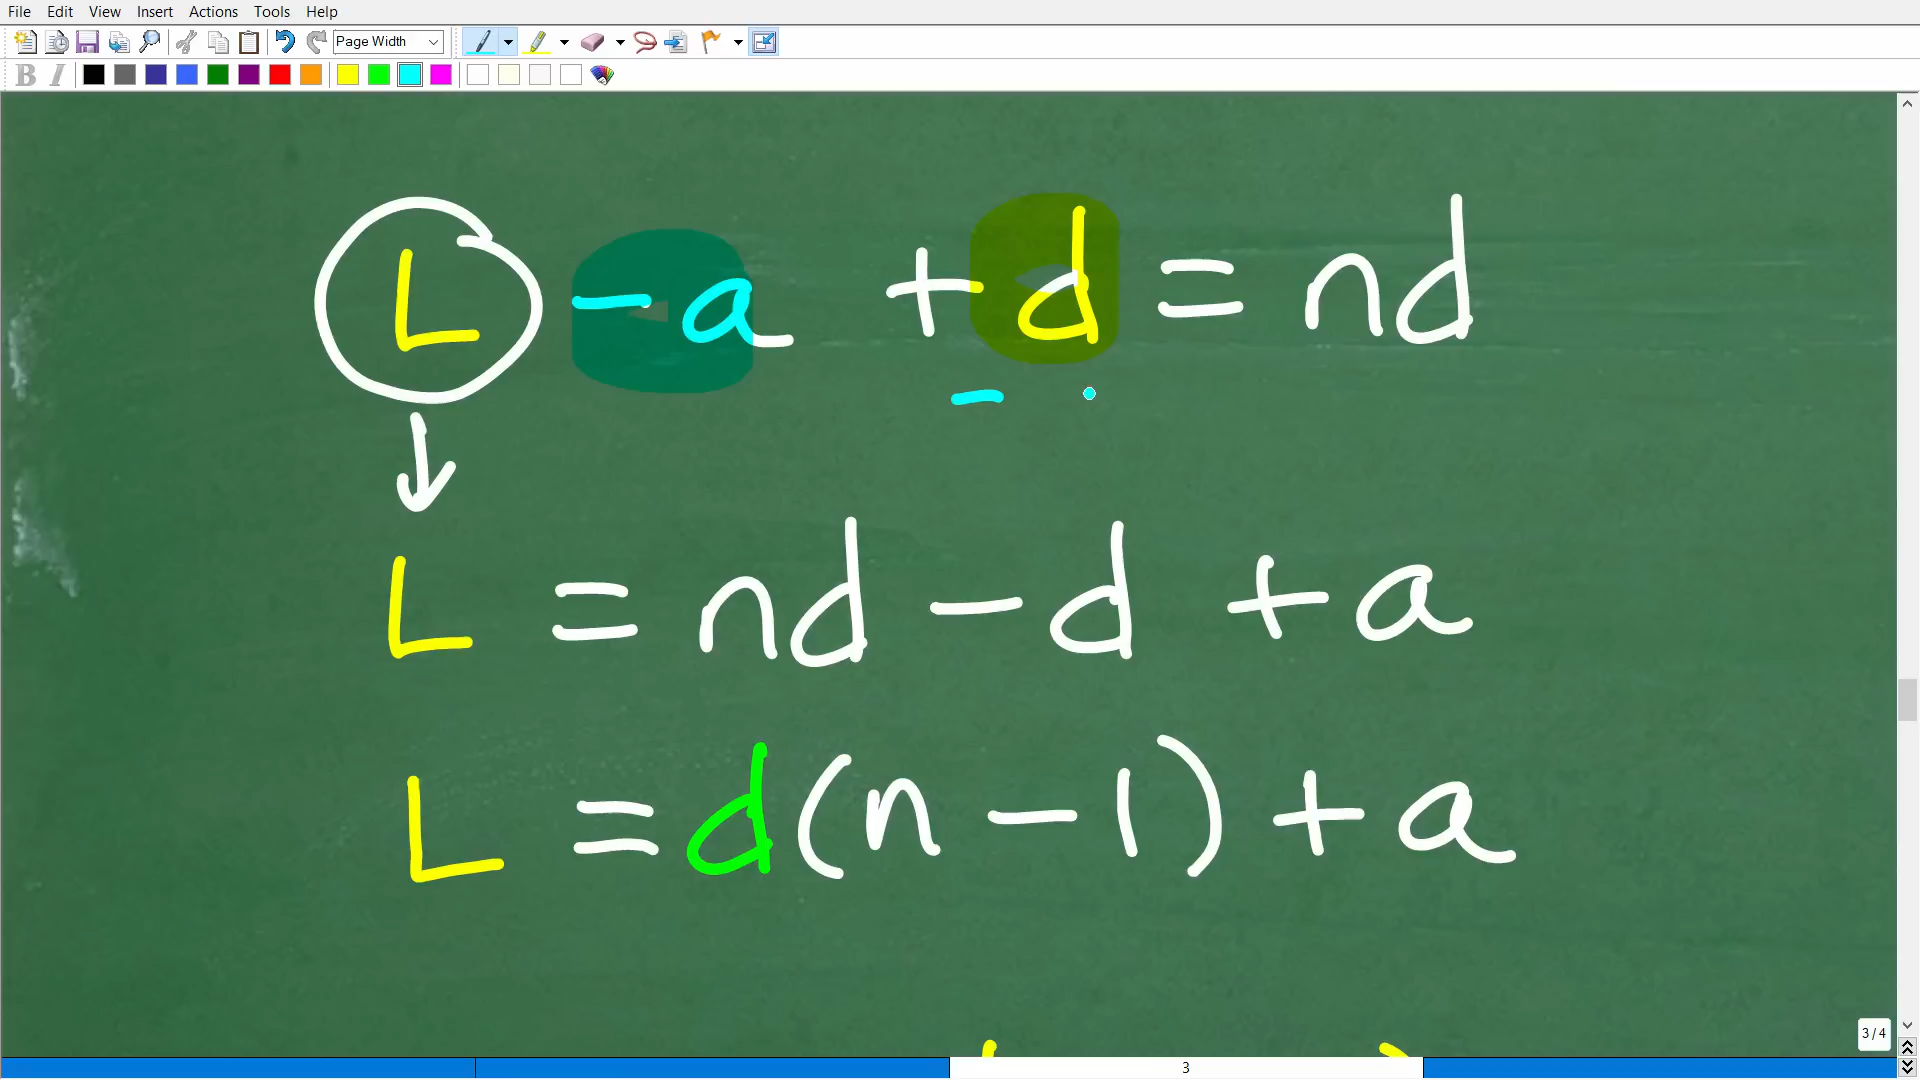 File Edit View Insert Actions Tools Help
Page Width
B I
L - a + d = nd
-
L = nd - d + a
L = d(n - 1) + a
3 / 4
3